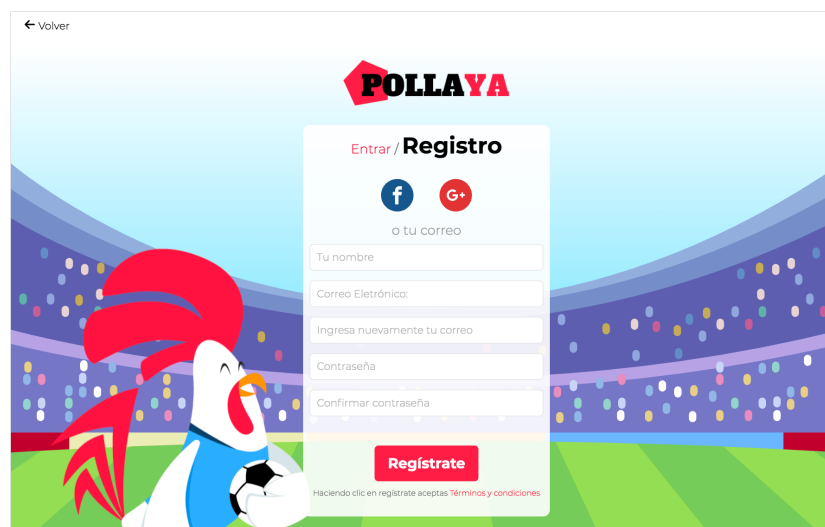 Volver
POLLAYA
Entrar / Registro
f G+
o tu correo
Tu nombre
Correo Eletrónico:
Ingresa nuevamente tu correo
Contraseña
Confirmar contraseña
Regístrate
Haciendo clic en regístrate aceptas Términos y condiciones